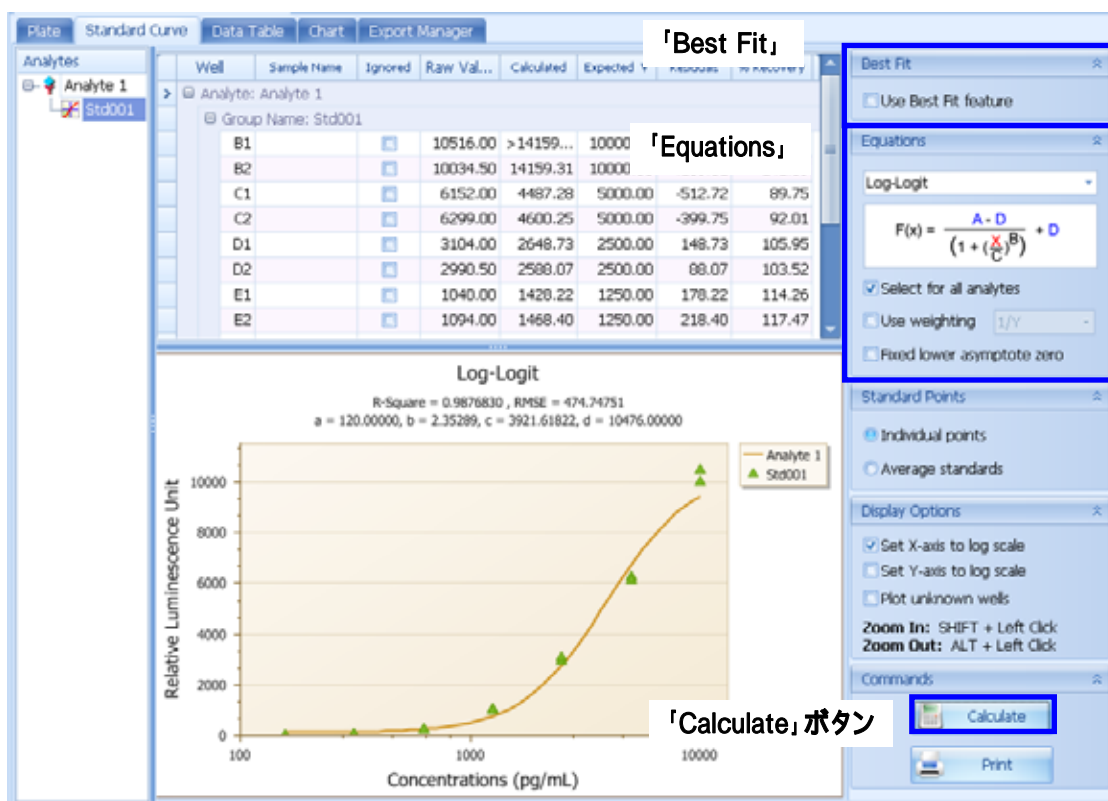 Plate Standard Curve Data Table Chart Export Manager
Analytes
Analyte 1
Std001
Well Sample Name Ignored Raw Val... Calculated Expected
Analyte: Analyte 1
Group Name: Std001
B1 10516.00 >14159... 10000
B2 10034.50 14159.31 10000
C1 6152.00 4487.28 5000.00 -512.72 89.75
C2 6299.00 4600.25 5000.00 -399.75 92.01
D1 3104.00 2648.73 2500.00 148.73 105.95
D2 2990.50 2588.07 2500.00 88.07 103.52
E1 1040.00 1428.22 1250.00 178.22 114.26
E2 1094.00 1468.40 1250.00 218.40 117.47
「Best Fit」
「Equations」
Log-Logit
R-Square = 0.9876830 , RMSE = 474.74751
a = 120.00000, b = 2.35289, c = 3921.61822, d = 10476.00000
Relative Luminescence Unit
10000
8000
6000
4000
2000
0
100 1000 10000
Concentrations (pg/mL)
Analyte 1
Std001
「Calculate」ボタン
Best Fit
Use Best Fit feature
Equations
Log-Logit
F(x) = A - D / (1 + (X/C)^B) + D
Select for all analytes
Use weighting 1/Y
Fixed lower asymptote zero
Standard Points
Individual points
Average standards
Display Options
Set X-axis to log scale
Set Y-axis to log scale
Plot unknown wells
Zoom In: SHIFT + Left Click
Zoom Out: ALT + Left Click
Commands
Calculate
Print